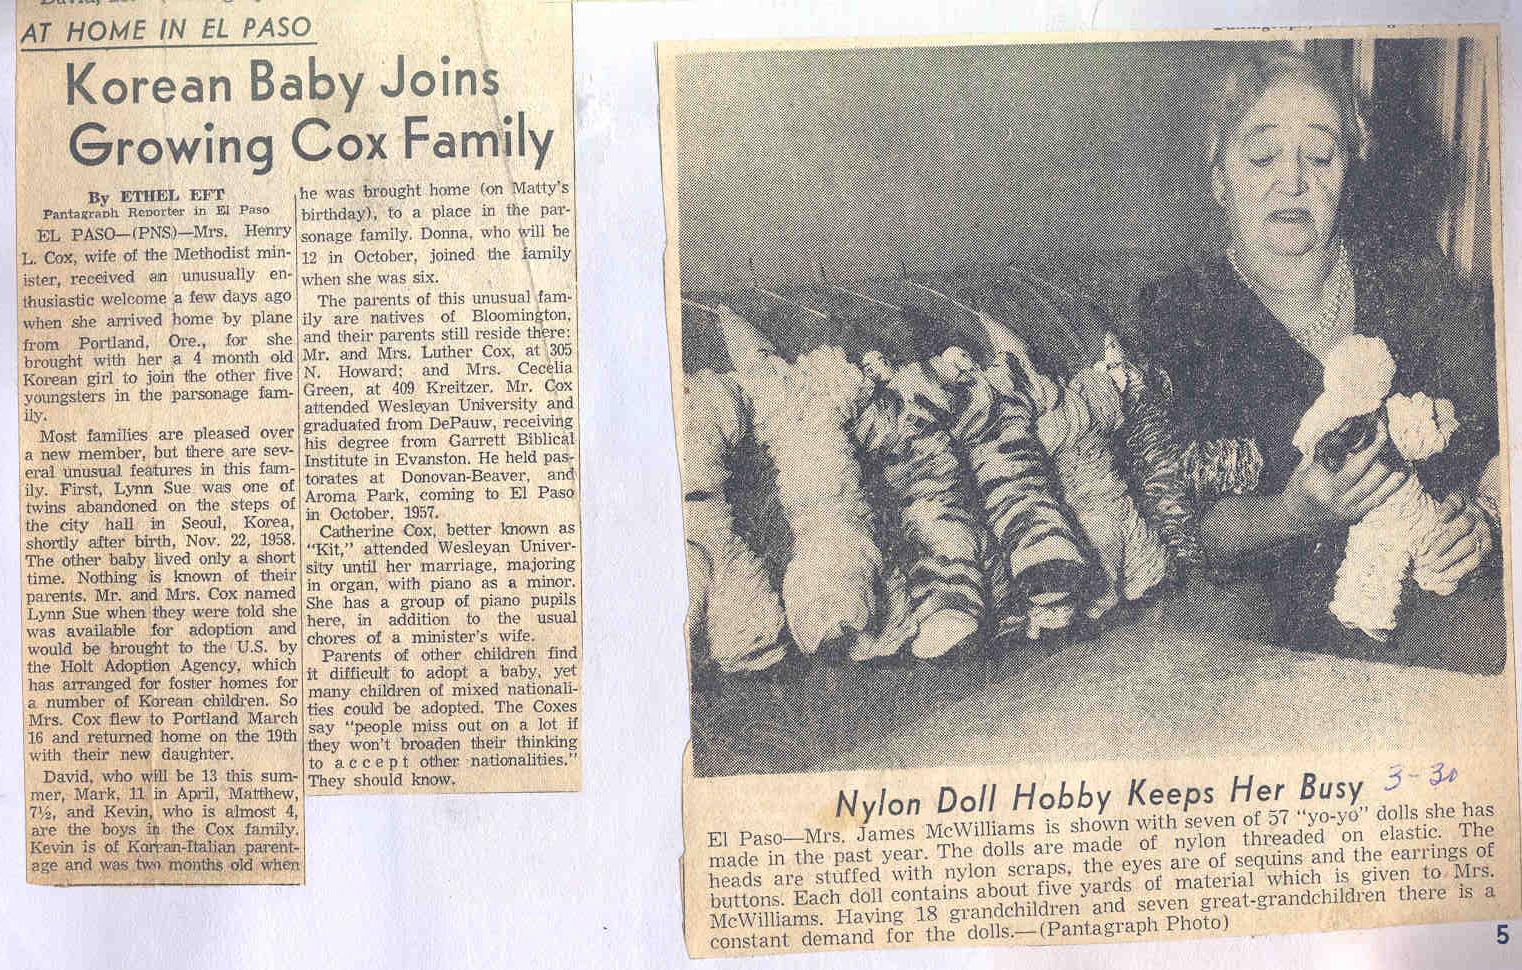 AT HOME IN EL PASO
Korean Baby Joins
Growing Cox Family
By ETHEL EFT
Pantagraph Reporter in El Paso
EL PASO—(PNS)—Mrs. Henry
L. Cox, wife of the Methodist min-
ister, received an unusually en-
thusiastic welcome a few days ago
when she arrived home by plane
from Portland, Ore., for she
brought with her a 4 month old
Korean girl to join the other five
youngsters in the parsonage fam-
ily.
Most families are pleased over
a new member, but there are sev-
eral unusual features in this fam-
ily. First, Lynn Sue was one of
twins abandoned on the steps of
the city hall in Seoul, Korea,
shortly after birth, Nov. 22, 1958.
The other baby lived only a short
time. Nothing is known of their
parents. Mr. and Mrs. Cox named
Lynn Sue when they were told she
was available for adoption and
would be brought to the U.S. by
the Holt Adoption Agency, which
has arranged for foster homes for
a number of Korean children. So
Mrs. Cox flew to Portland March
16 and returned home on the 19th
with their new daughter.
David, who will be 13 this sum-
mer, Mark, 11 in April, Matthew,
7½, and Kevin, who is almost 4,
are the boys in the Cox family.
Kevin is of Korean-Italian parent-
age and was two months old when
he was brought home (on Matty's
birthday), to a place in the par-
sonage family. Donna, who will be
12 in October, joined the family
when she was six.
The parents of this unusual fam-
ily are natives of Bloomington,
and their parents still reside there:
Mr. and Mrs. Luther Cox, at 305
N. Howard; and Mrs. Cecelia
Green, at 409 Kreitzer. Mr. Cox
attended Wesleyan University and
graduated from DePauw, receiving
his degree from Garrett Biblical
Institute in Evanston. He held pas-
torates at Donovan-Beaver, and
Aroma Park, coming to El Paso
in October, 1957.
Catherine Cox, better known as
"Kit," attended Wesleyan Univer-
sity until her marriage, majoring
in organ, with piano as a minor.
She has a group of piano pupils
here, in addition to the usual
chores of a minister's wife.
Parents of other children find
it difficult to adopt a baby, yet
many children of mixed nationali-
ties could be adopted. The Coxes
say "people miss out on a lot if
they won't broaden their thinking
to accept other nationalities."
They should know.
Nylon Doll Hobby Keeps Her Busy 3-30
El Paso—Mrs. James McWilliams is shown with seven of 57 "yo-yo" dolls she has
made in the past year. The dolls are made of nylon threaded on elastic. The
heads are stuffed with nylon scraps, the eyes are of sequins and the earrings of
buttons. Each doll contains about five yards of material which is given to Mrs.
McWilliams. Having 18 grandchildren and seven great-grandchildren there is a
constant demand for the dolls.—(Pantagraph Photo)
5